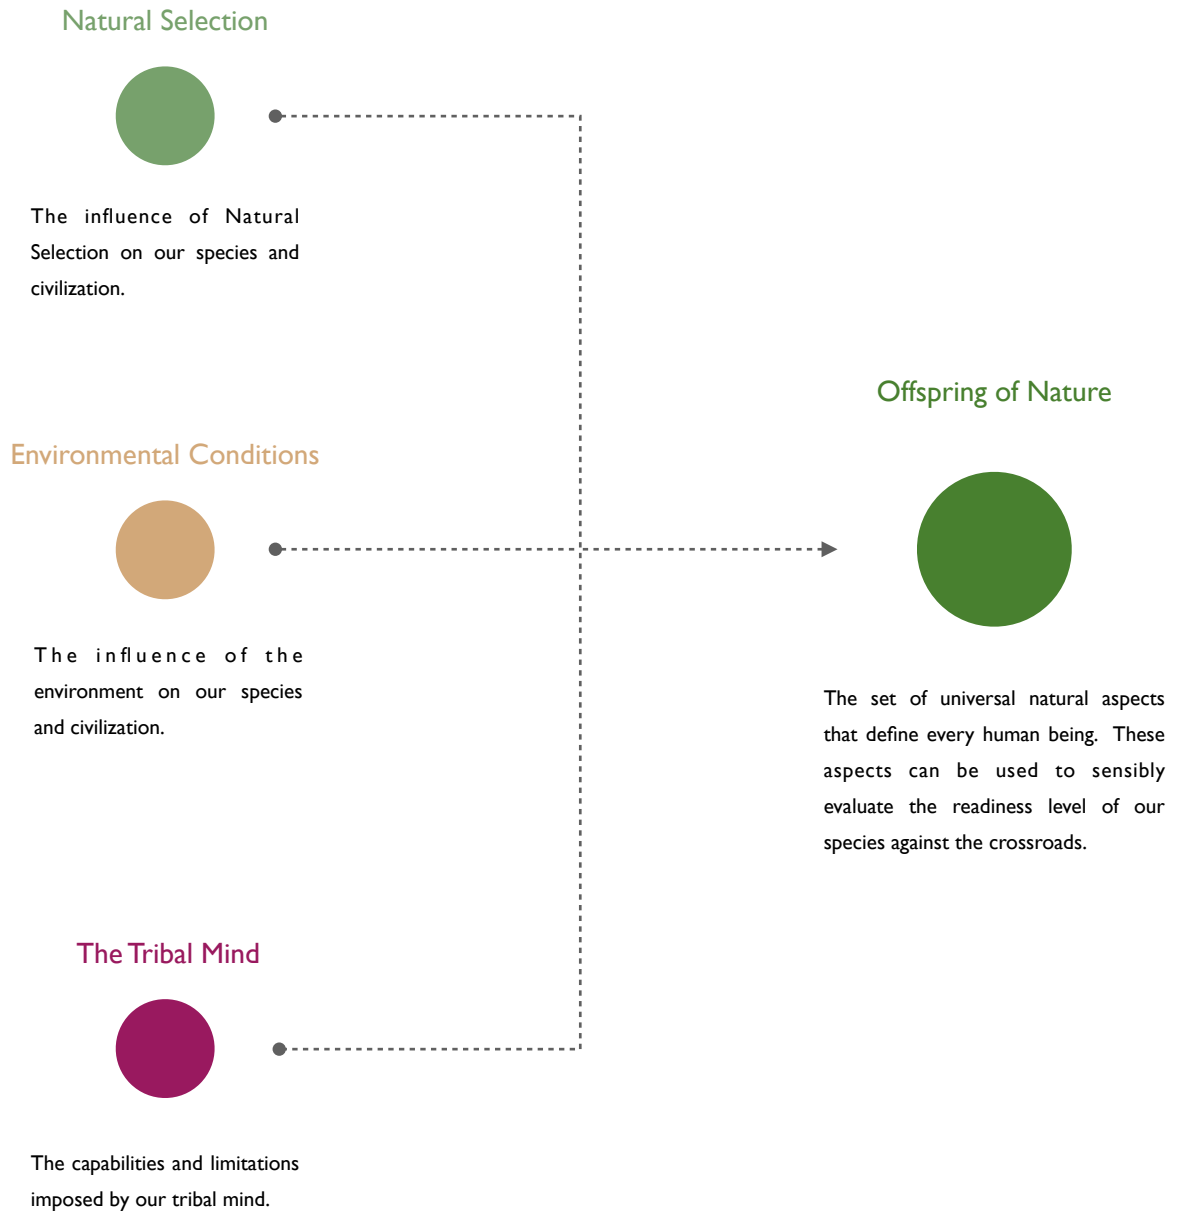 Natural Selection
The influence of Natural
Selection on our species and
civilization.
Environmental Conditions
The influence of the
environment on our species
and civilization.
The Tribal Mind
The capabilities and limitations
imposed by our tribal mind.
Offspring of Nature
The set of universal natural aspects
that define every human being. These
aspects can be used to sensibly
evaluate the readiness level of our
species against the crossroads.